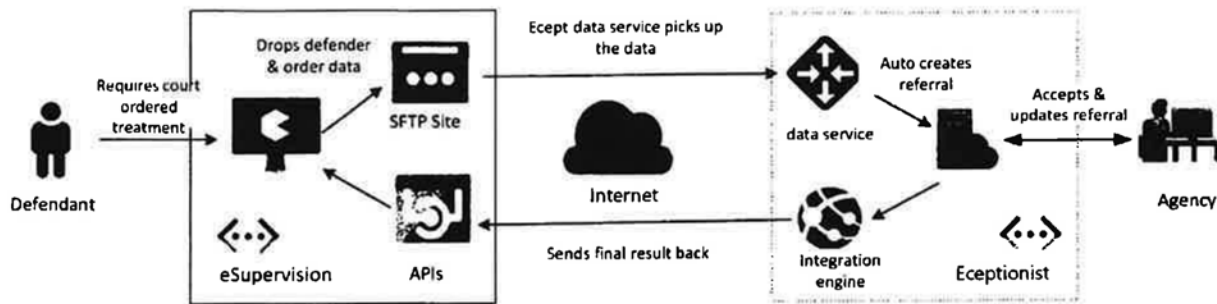 Requires court
ordered
treatment
Defendant
Drops defender
& order data
SFTP Site
eSupervision
APIs
Ecept data service picks up
the data
Internet
Sends final result back
data service
Auto creates
referral
Integration
engine
Eceptionist
Accepts &
updates referral
Agency